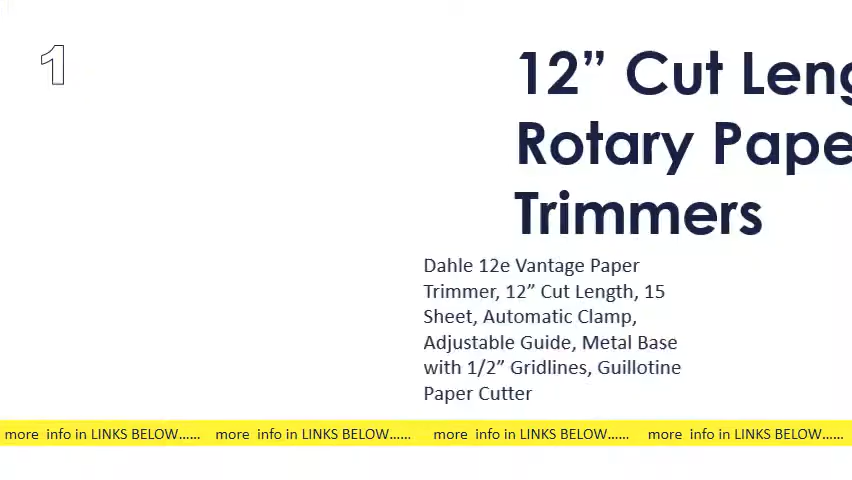 1
12” Cut Leng
Rotary Pape
Trimmers
Dahle 12e Vantage Paper
Trimmer, 12” Cut Length, 15
Sheet, Automatic Clamp,
Adjustable Guide, Metal Base
with 1/2” Gridlines, Guillotine
Paper Cutter
more  info in LINKS BELOW...... more  info in LINKS BELOW...... more  info in LINKS BELOW...... more  info in LINKS BELOW......